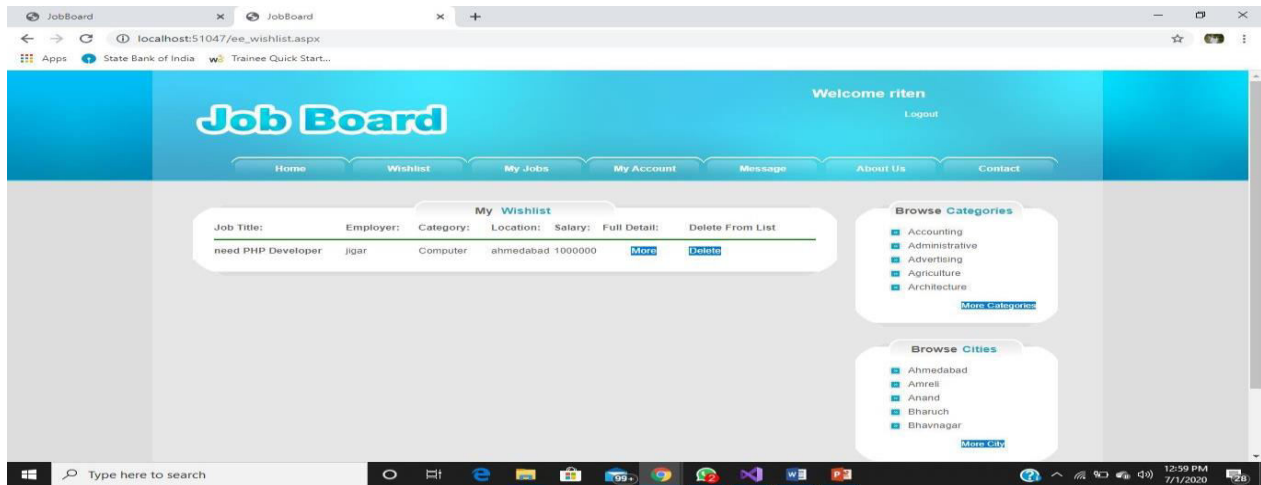 JobBoard
JobBoard
localhost:51047/ee_wishlist.aspx
Apps State Bank of India Trainee Quick Start...
Welcome riten
Logout
Job Board
Home Wishlist My Jobs My Account Message About Us Contact
My Wishlist
Job Title: Employer: Category: Location: Salary: Full Detail: Delete From List
need PHP Developer jigar Computer ahmedabad 1000000 More Delete
Browse Categories
Accounting
Administrative
Advertising
Agriculture
Architecture
More Categories
Browse Cities
Ahmedabad
Amreli
Anand
Bharuch
Bhavnagar
More City
Type here to search
99+
12:59 PM
7/1/2020
28